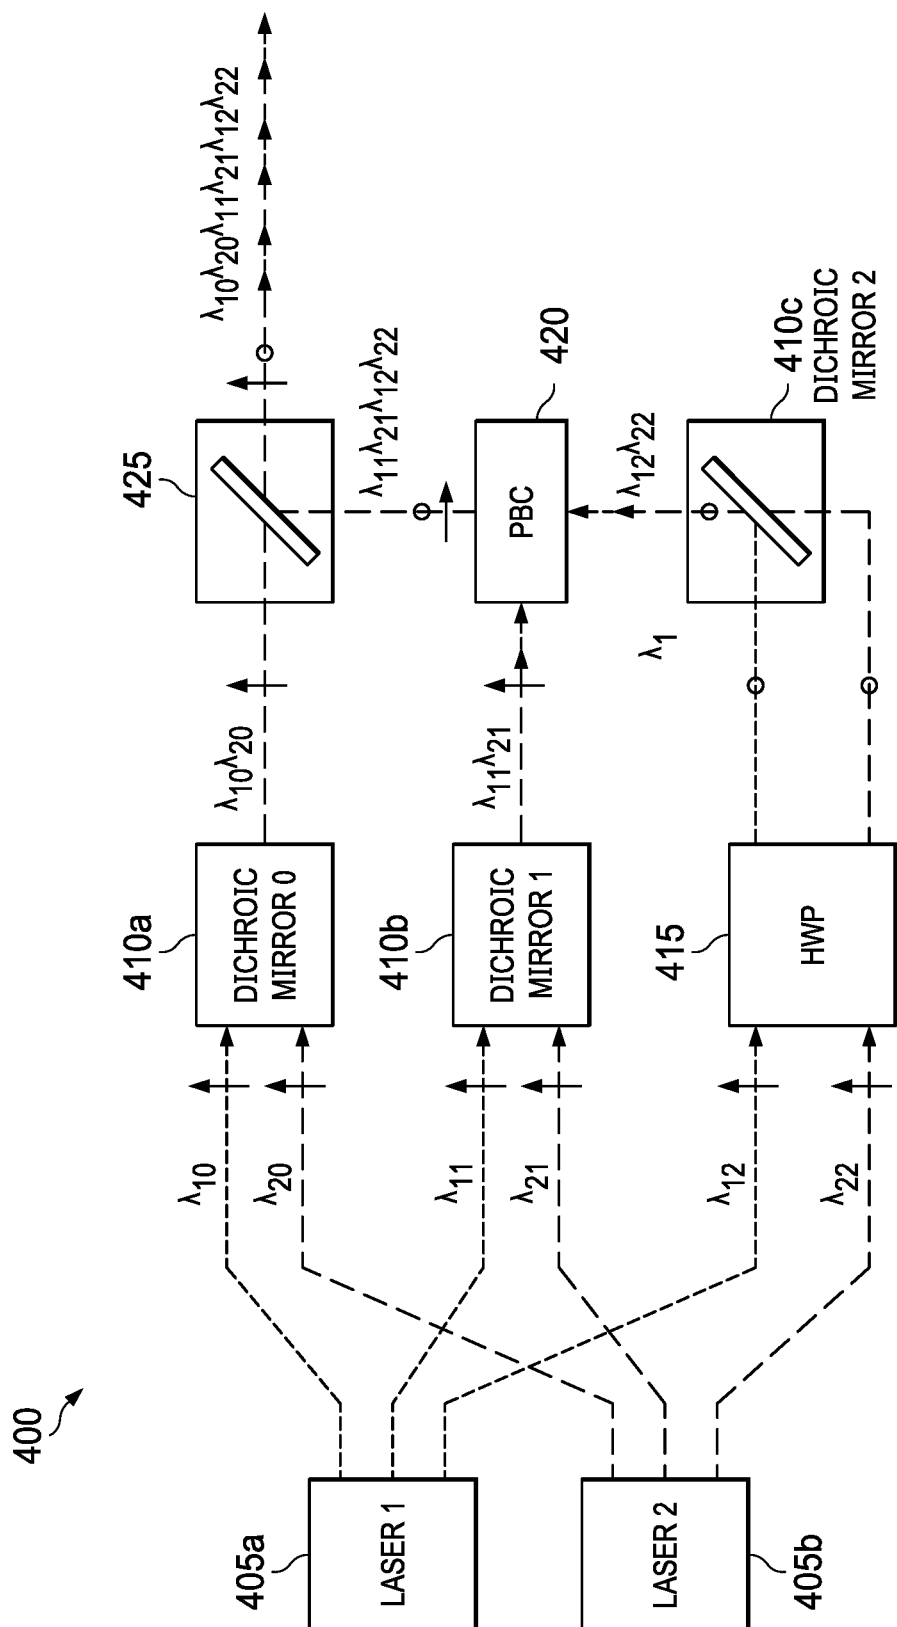 400
405a
LASER 1
LASER 2
405b
λ10
λ20
λ11
λ21
λ12
λ22
410a
DICHROIC
MIRROR 0
410b
DICHROIC
MIRROR 1
415
HWP
λ10λ20
λ11λ21
λ1
425
λ11λ21λ12λ22
PBC
420
λ12λ22
410c
DICHROIC
MIRROR 2
λ10λ20λ11λ21λ12λ22